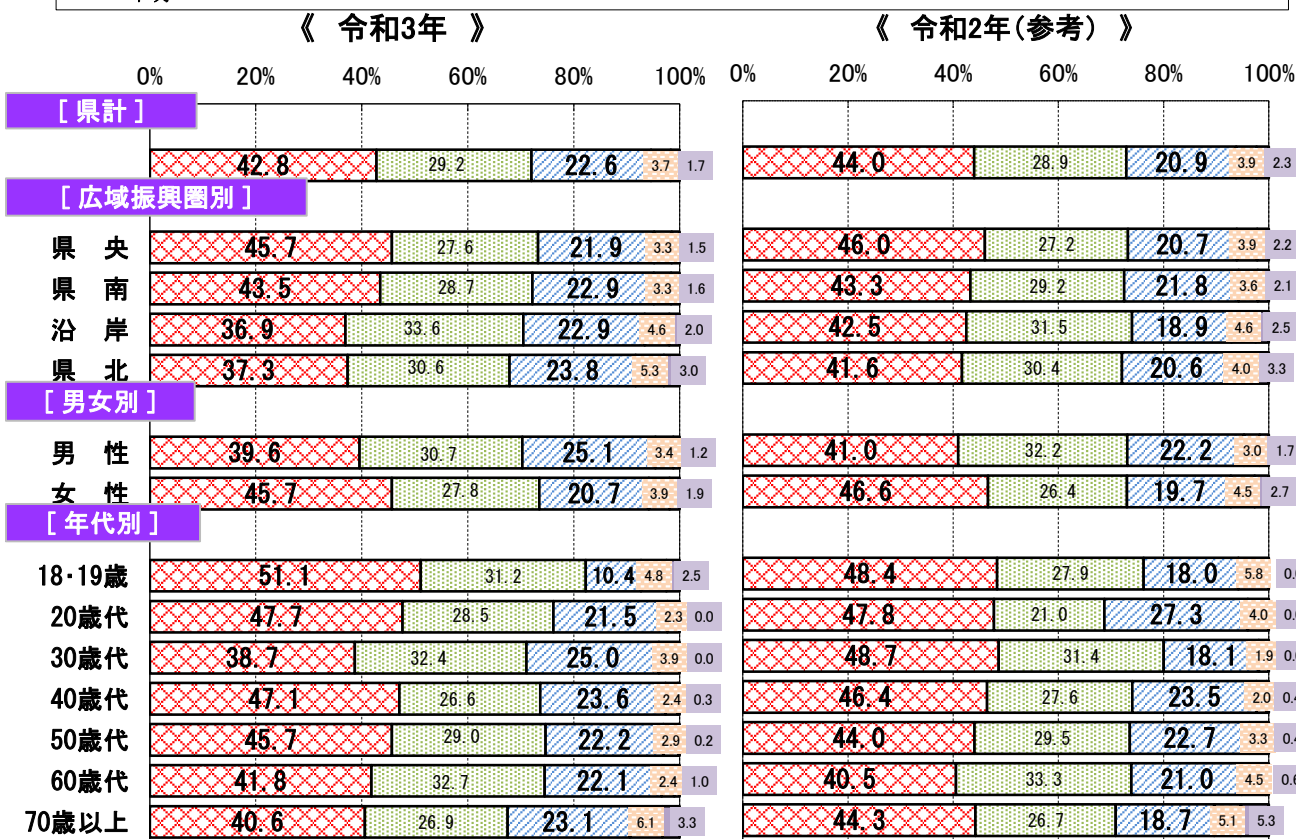 《 令和3年 》 《 令和2年(参考) 》
0% 20% 40% 60% 80% 100% 0% 20% 40% 60% 80% 100%
[ 県計 ]
42.8 29.2 22.6 3.7 1.7 44.0 28.9 20.9 3.9 2.3
[ 広域振興圏別 ]
県 央 45.7 27.6 21.9 3.3 1.5 46.0 27.2 20.7 3.9 2.2
県 南 43.5 28.7 22.9 3.3 1.6 43.3 29.2 21.8 3.6 2.1
沿 岸 36.9 33.6 22.9 4.6 2.0 42.5 31.5 18.9 4.6 2.5
県 北 37.3 30.6 23.8 5.3 3.0 41.6 30.4 20.6 4.0 3.3
[ 男女別 ]
男 性 39.6 30.7 25.1 3.4 1.2 41.0 32.2 22.2 3.0 1.7
女 性 45.7 27.8 20.7 3.9 1.9 46.6 26.4 19.7 4.5 2.7
[ 年代別 ]
18・19歳 51.1 31.2 10.4 4.8 2.5 48.4 27.9 18.0 5.8
20歳代 47.7 28.5 21.5 2.3 0.0 47.8 21.0 27.3 4.0
30歳代 38.7 32.4 25.0 3.9 0.0 48.7 31.4 18.1 1.9
40歳代 47.1 26.6 23.6 2.4 0.3 46.4 27.6 23.5 2.0 0.4
50歳代 45.7 29.0 22.2 2.9 0.2 44.0 29.5 22.7 3.3 0.4
60歳代 41.8 32.7 22.1 2.4 1.0 40.5 33.3 21.0 4.5 0.6
70歳以上 40.6 26.9 23.1 6.1 3.3 44.3 26.7 18.7 5.1 5.3